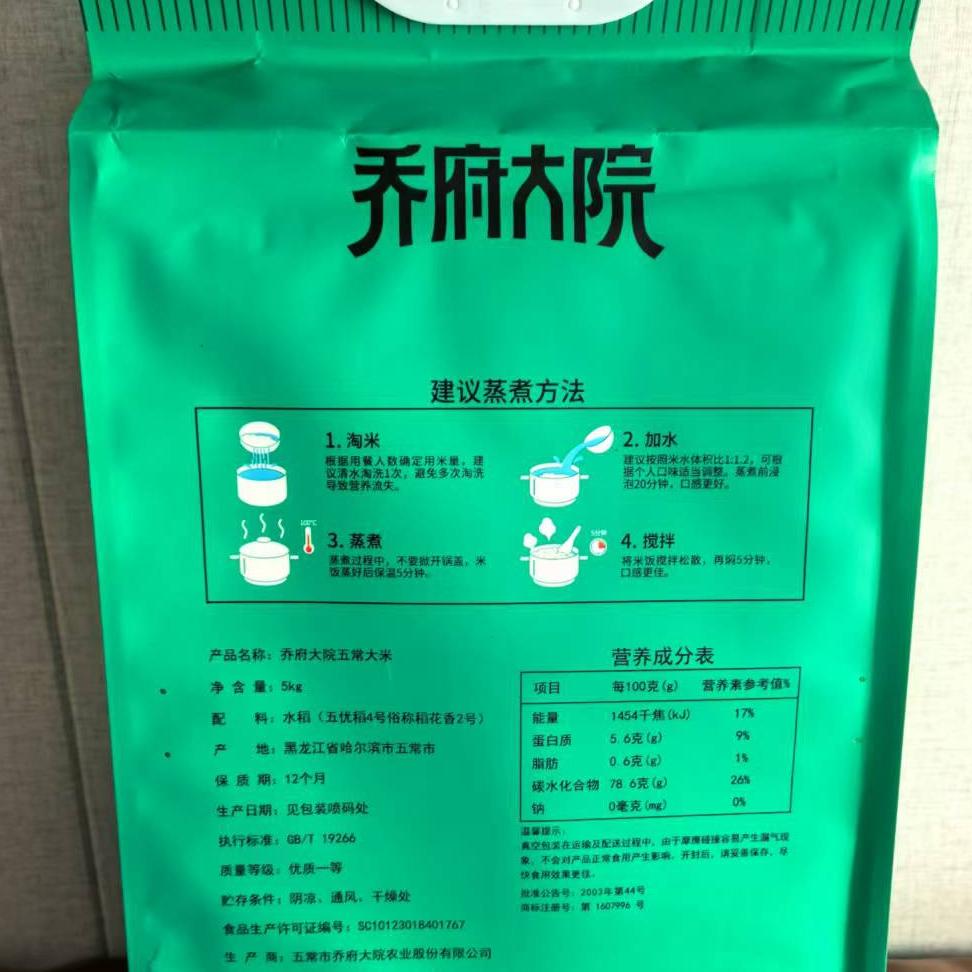 乔府大院
建议蒸煮方法
1. 淘米
根据用餐人数确定用米量，建
议清水淘洗1次，避免多次淘洗
导致营养流失。
2. 加水
建议按照米水体积比1:1.2，可根
据个人口味适当调整。蒸煮前浸
泡20分钟，口感更好。
100℃
3. 蒸煮
蒸煮过程中，不要掀开锅盖，米
饭蒸好后保温5分钟。
5分钟
4. 搅拌
将米饭搅拌松散，再焖5分钟，
口感更佳。
产品名称：乔府大院五常大米
净 含 量：5kg
配　　料：水稻（五优稻4号俗称稻花香2号）
产　　地：黑龙江省哈尔滨市五常市
保 质 期：12个月
生产日期：见包装喷码处
执行标准：GB/T 19266
质量等级：优质一等
贮存条件：阴凉、通风、干燥处
食品生产许可证编号：SC10123018401767
生 产 商：五常市乔府大院农业股份有限公司
营养成分表
项目 每100克(g) 营养素参考值%
能量 1454千焦(kJ) 17%
蛋白质 5.6克(g) 9%
脂肪 0.6克(g) 1%
碳水化合物 78.6克(g) 26%
钠 0毫克(mg) 0%
温馨提示：
真空包装在运输及配送过程中，由于摩擦碰撞容易产生漏气现
象，不会对产品正常食用产生影响。开封后，请妥善保存，尽
快食用效果更佳。
批准公告号：2003年第44号
商标注册号：第 1607996 号